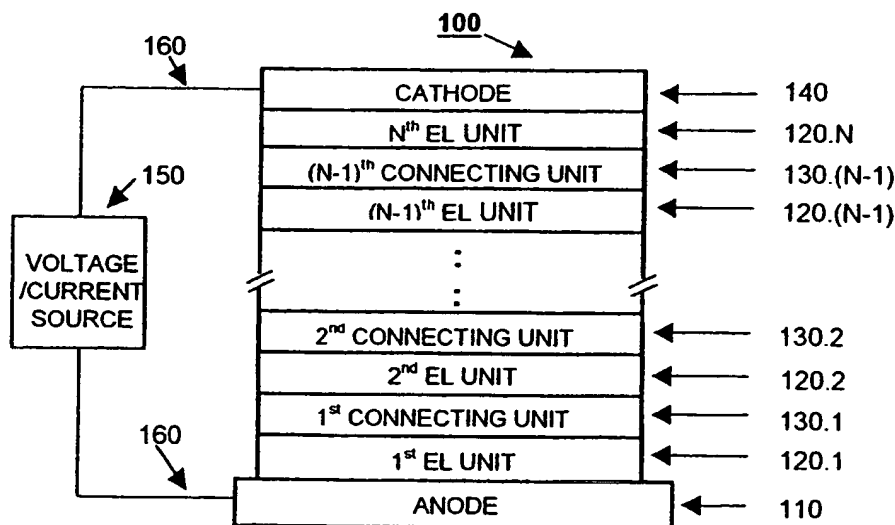 100
160
CATHODE
140
Nth EL UNIT
120.N
(N-1)th CONNECTING UNIT
130.(N-1)
150
(N-1)th EL UNIT
120.(N-1)
VOLTAGE
/CURRENT
SOURCE
2nd CONNECTING UNIT
130.2
2nd EL UNIT
120.2
1st CONNECTING UNIT
130.1
160
1st EL UNIT
120.1
ANODE
110